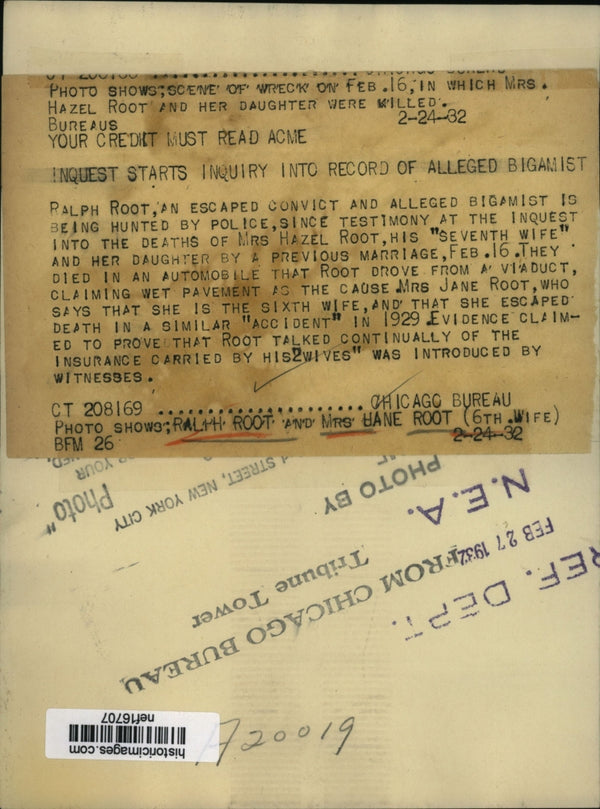 PHOTO SHOWS; SCENE OF WRECK ON FEB.16, IN WHICH MRS.
HAZEL ROOT AND HER DAUGHTER WERE WILLED.
BUREAUS 2-24-32
YOUR CREDIT MUST READ ACME
INQUEST STARTS INQUIRY INTO RECORD OF ALLEGED BIGAMIST
RALPH ROOT, AN ESCAPED CONVICT AND ALLEGED BIGAMIST IS
BEING HUNTED BY POLICE, SINCE TESTIMONY AT THE INQUEST
INTO THE DEATHS OF MRS HAZEL ROOT, HIS "SEVENTH WIFE"
AND HER DAUGHTER BY A PREVIOUS MARRIAGE, FEB.16. THEY
DIED IN AN AUTOMOBILE THAT ROOT DROVE FROM A VIADUCT,
CLAIMING WET PAVEMENT AS THE CAUSE. MRS JANE ROOT, WHO
SAYS THAT SHE IS THE SIXTH WIFE, AND THAT SHE ESCAPED
DEATH IN A SIMILAR "ACCIDENT" IN 1929. EVIDENCE CLAIM-
ED TO PROVE THAT ROOT TALKED CONTINUALLY OF THE
INSURANCE CARRIED BY HIS "WIVES" WAS INTRODUCED BY
WITNESSES.
CT 208169 ...................... CHICAGO BUREAU
PHOTO SHOWS; RALPH ROOT AND MRS HANE ROOT (6TH WIFE)
BFM 26 2-24-32
STREET, NEW YORK CITY
Photo"
PHOTO BY
N.E.A.
FEB 27 1932
REF. DEPT.
FROM CHICAGO BUREAU
Tribune Tower
historicimages.com
nef16707
A20019